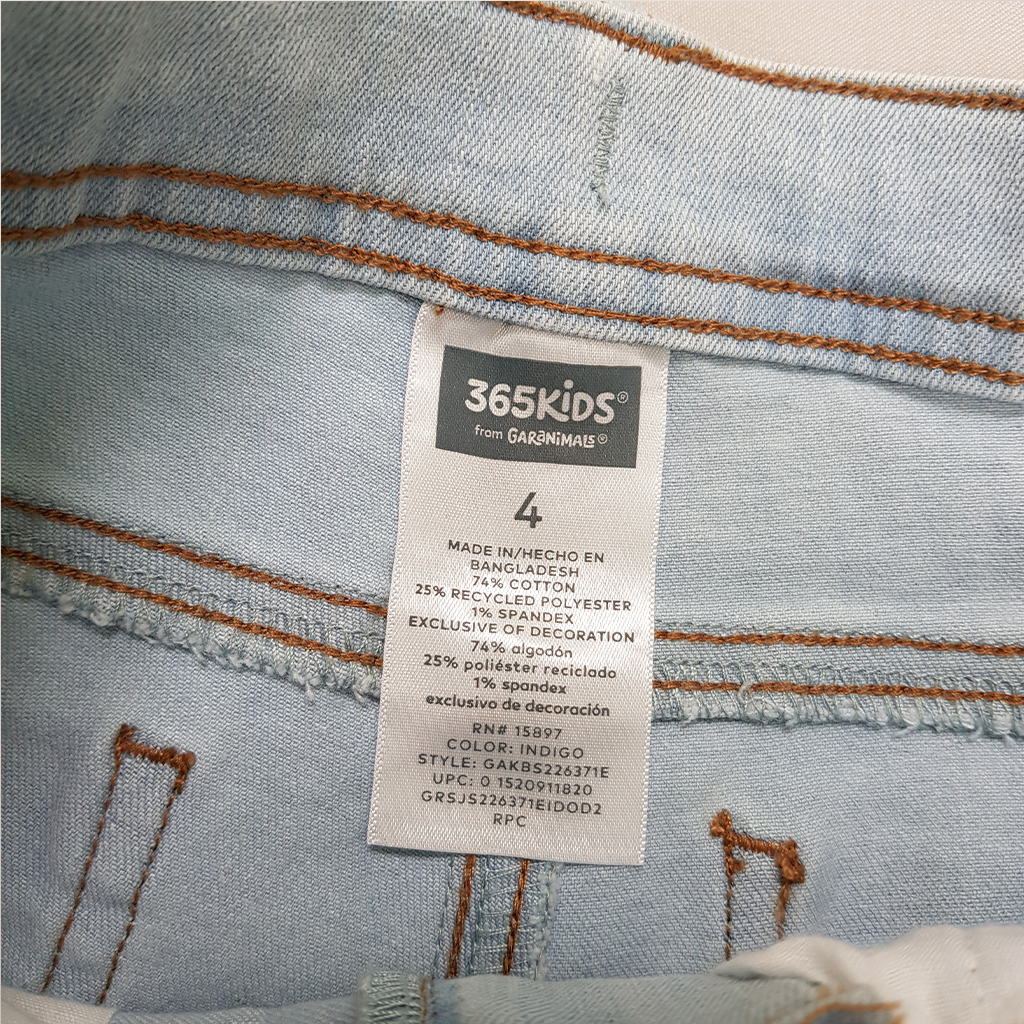 365KiDS®
from GARANiMALS®
4
MADE IN/HECHO EN
BANGLADESH
74% COTTON
25% RECYCLED POLYESTER
1% SPANDEX
EXCLUSIVE OF DECORATION
74% algodón
25% poliéster reciclado
1% spandex
exclusivo de decoración
RN# 15897
COLOR: INDIGO
STYLE: GAKBS226371E
UPC: 0 1520911820
GRSJS226371EIDOD2
RPC